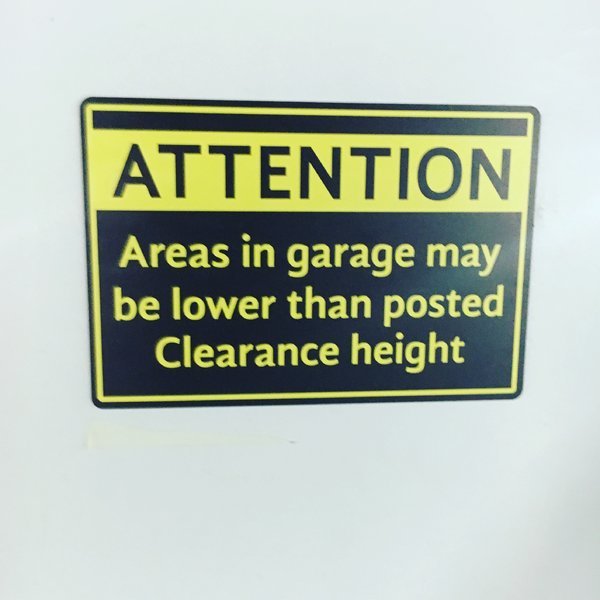 ATTENTION
Areas in garage may
be lower than posted
Clearance height